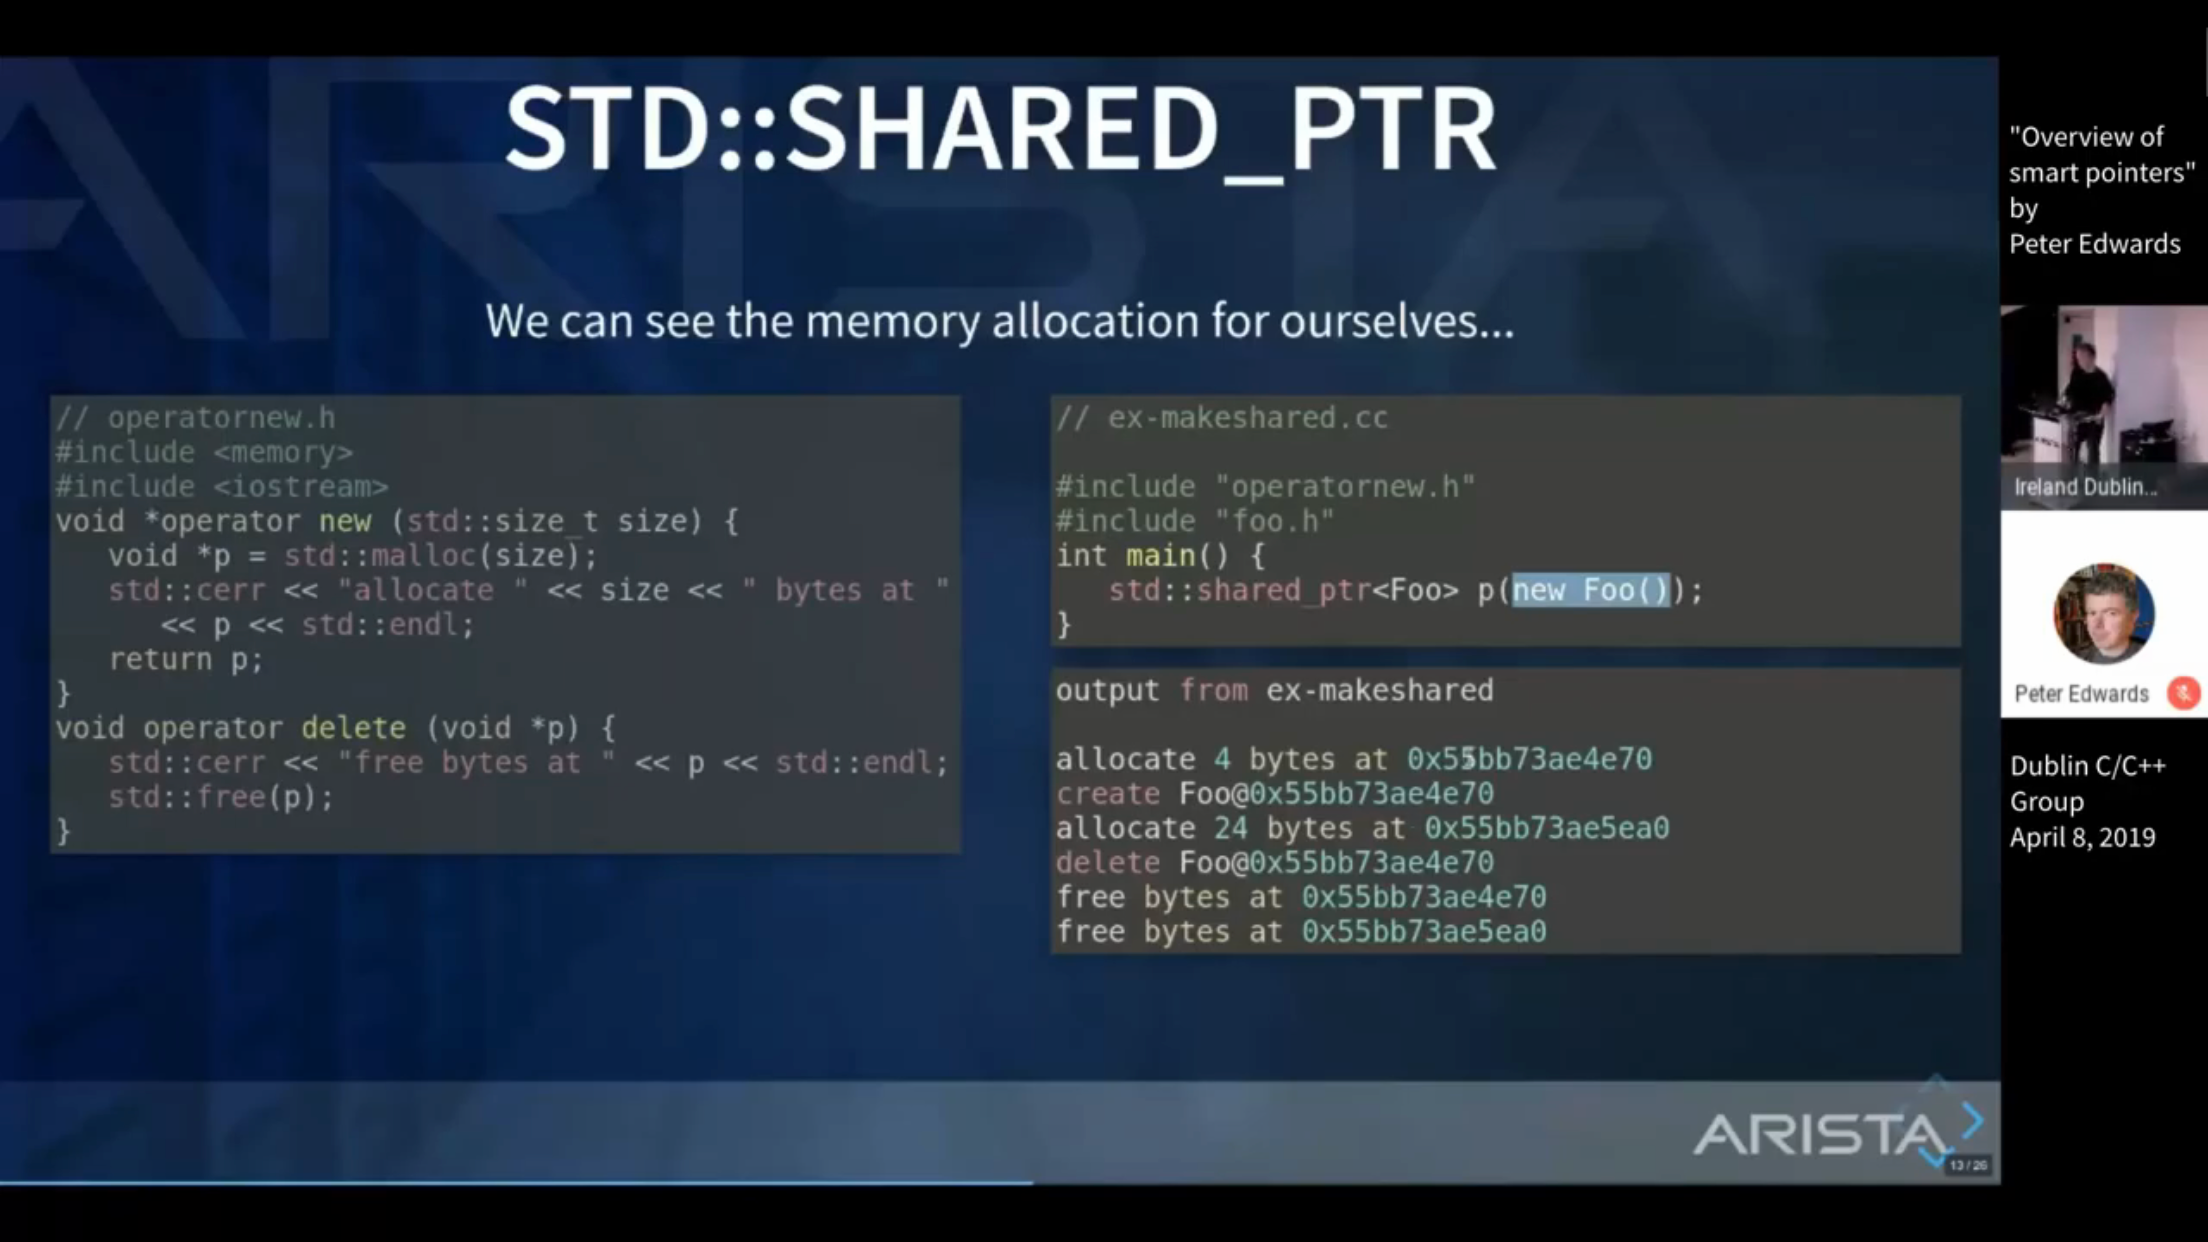 STD::SHARED_PTR
We can see the memory allocation for ourselves...
// operatornew.h
#include <memory>
#include <iostream>
void *operator new (std::size_t size) {
   void *p = std::malloc(size);
   std::cerr << "allocate " << size << " bytes at "
      << p << std::endl;
   return p;
}
void operator delete (void *p) {
   std::cerr << "free bytes at " << p << std::endl;
   std::free(p);
}
// ex-makeshared.cc
#include "operatornew.h"
#include "foo.h"
int main() {
   std::shared_ptr<Foo> p(new Foo());
}
output from ex-makeshared
allocate 4 bytes at 0x55bb73ae4e70
create Foo@0x55bb73ae4e70
allocate 24 bytes at 0x55bb73ae5ea0
delete Foo@0x55bb73ae4e70
free bytes at 0x55bb73ae4e70
free bytes at 0x55bb73ae5ea0
ARISTA
13 / 26
"Overview of
smart pointers"
by
Peter Edwards
Ireland Dublin...
Peter Edwards
Dublin C/C++
Group
April 8, 2019